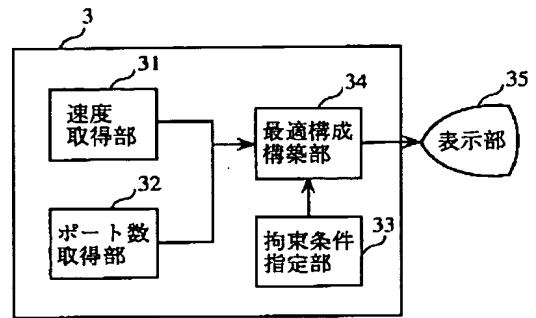 3
31
速度
取得部
32
ポート数
取得部
34
最適構成
構築部
33
拘束条件
指定部
35
表示部